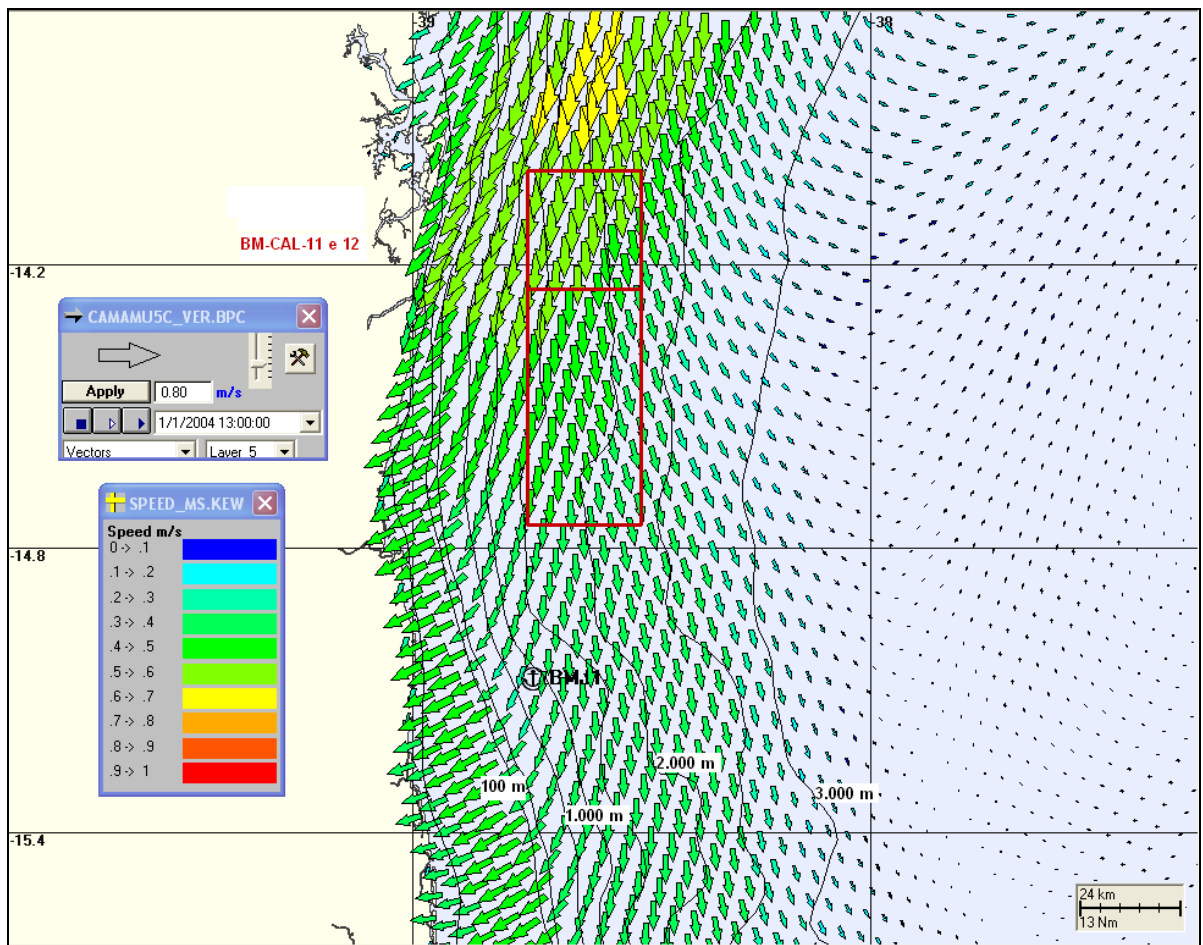 -39
-38
BM-CAL-11 e 12
-14.2
CAMAMU5C_VER.BPC
Apply
0.80
m/s
1/1/2004 13:00:00
Vectors
Layer 5
SPEED_MS.KEW
Speed m/s
0 -> .1
.1 -> .2
.2 -> .3
.3 -> .4
.4 -> .5
.5 -> .6
.6 -> .7
.7 -> .8
.8 -> .9
.9 -> 1
-14.8
2.000 m
100 m
3.000 m
1.000 m
-15.4
24 km
13 Nm